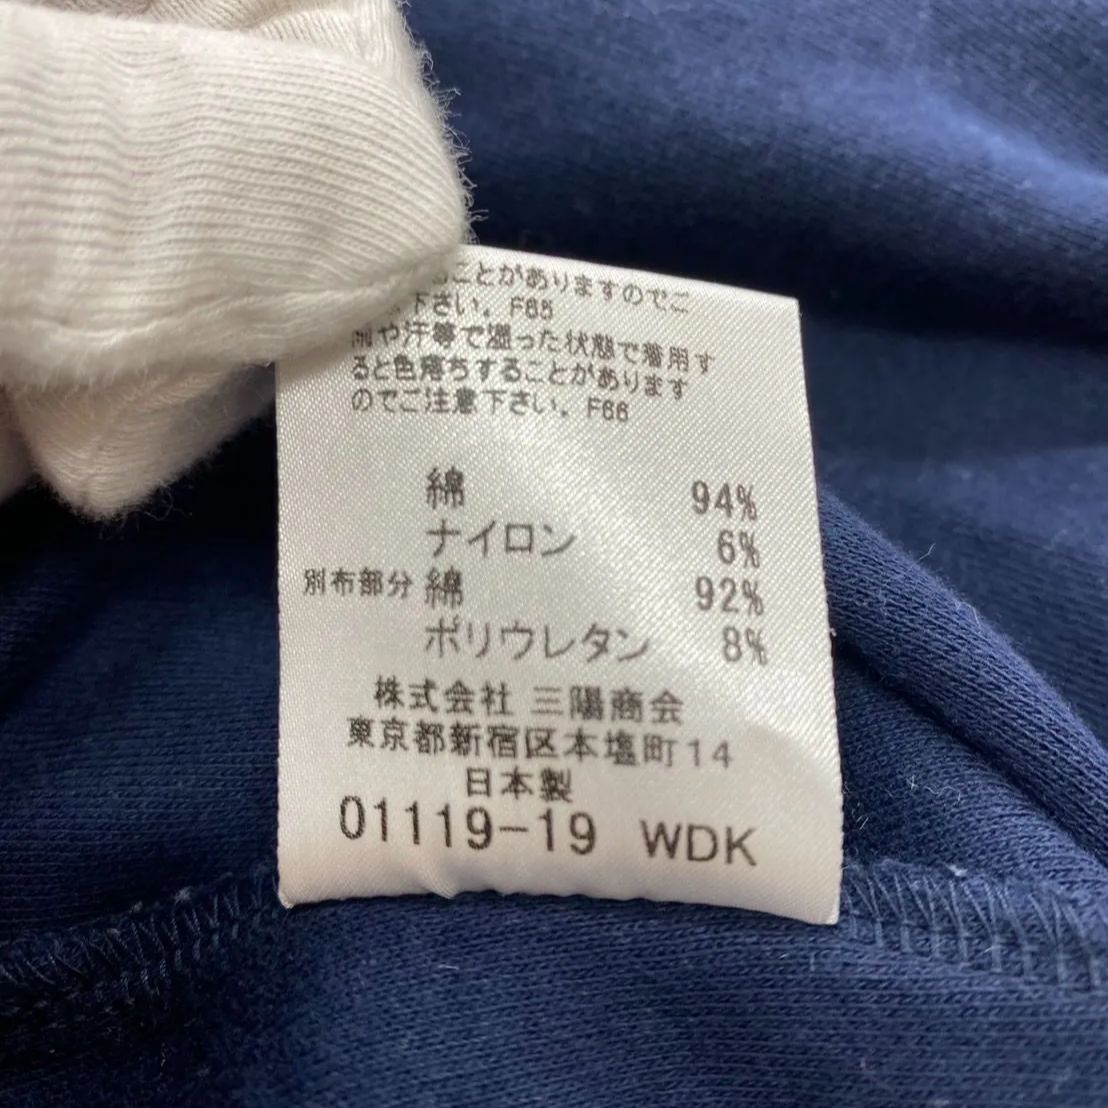 ることがありますのでご
下さい。F65
雨や汗等で湿った状態で着用す
ると色落ちすることがあります
のでご注意下さい。F66
綿 94%
ナイロン 6%
別布部分 綿 92%
ポリウレタン 8%
株式会社 三陽商会
東京都新宿区本塩町14
日本製
01119-19 WDK